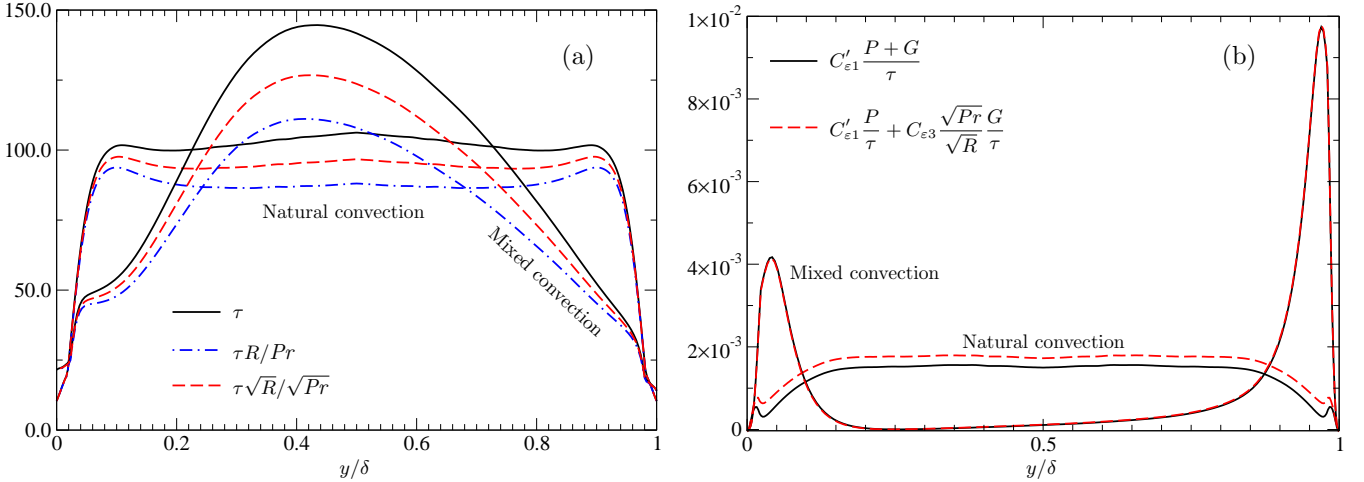 150.0
100.0
50.0
0.0
0
0.2
0.4
0.6
0.8
1
y/δ
(a)
Natural convection
Mixed convection
τ
τR/Pr
τ√R/√Pr
1×10⁻²
8×10⁻³
6×10⁻³
4×10⁻³
2×10⁻³
0
0
0.5
1
y/δ
(b)
C′ε1 (P + G)/τ
C′ε1 P/τ + Cε3 (√Pr/√R) G/τ
Mixed convection
Natural convection